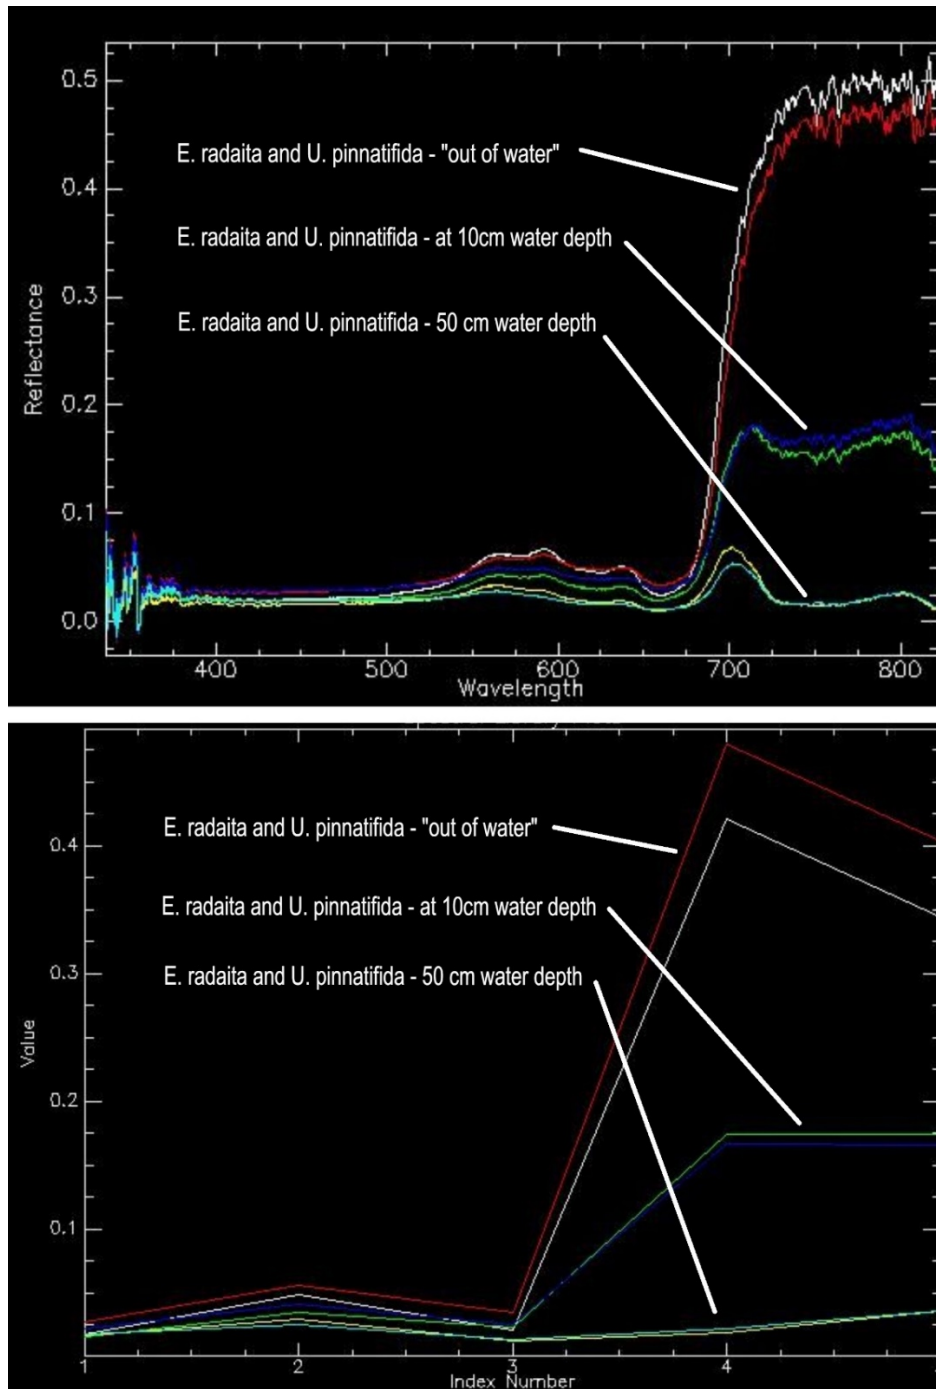 0.5
E. radaita and U. pinnatifida - "out of water"
0.4
E. radaita and U. pinnatifida - at 10cm water depth
0.3
E. radaita and U. pinnatifida - 50 cm water depth
Reflectance
0.2
0.1
0.0
400 500 600 700 800
Wavelength
E. radaita and U. pinnatifida - "out of water"
0.4
E. radaita and U. pinnatifida - at 10cm water depth
E. radaita and U. pinnatifida - 50 cm water depth
0.3
Value
0.2
0.1
1 2 3 4
Index Number